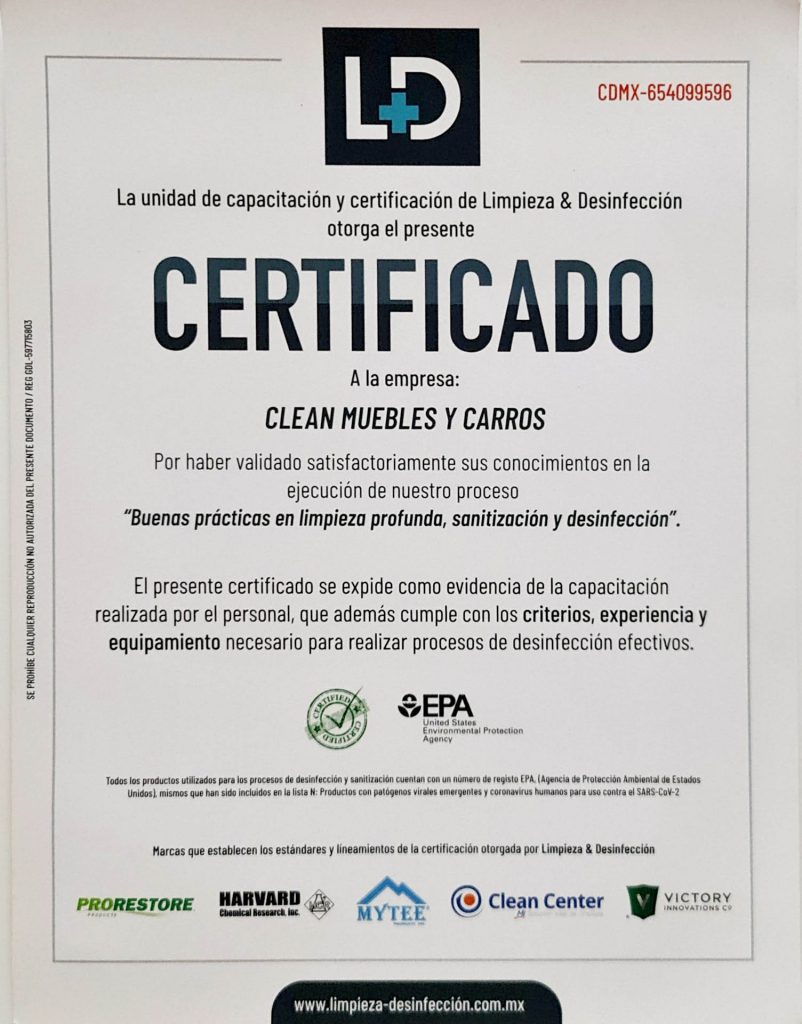 L+D
CDMX-654099596
La unidad de capacitación y certificación de Limpieza & Desinfección
otorga el presente
CERTIFICADO
A la empresa:
CLEAN MUEBLES Y CARROS
Por haber validado satisfactoriamente sus conocimientos en la
ejecución de nuestro proceso
“Buenas prácticas en limpieza profunda, sanitización y desinfección”.
El presente certificado se expide como evidencia de la capacitación
realizada por el personal, que además cumple con los criterios, experiencia y
equipamiento necesario para realizar procesos de desinfección efectivos.
CERTIFIED
CERTIFIED
EPA
United States
Environmental Protection
Agency
Todos los productos utilizados para los procesos de desinfección y sanitización cuentan con un número de registo EPA, (Agencia de Protección Ambiental de Estados
Unidos), mismos que han sido incluidos en la lista N: Productos con patógenos virales emergentes y coronavirus humanos para uso contra el SARS-CoV-2
Marcas que establecen los estándares y lineamientos de la certificación otorgada por Limpieza & Desinfección
PRORESTORE
PRODUCTS
HARVARD
Chemical Research, Inc.
MYTEE
Clean Center
VICTORY
INNOVATIONS CO
www.limpieza-desinfección.com.mx
SE PROHÍBE CUALQUIER REPRODUCCIÓN NO AUTORIZADA DEL PRESENTE DOCUMENTO / REG GDL-597715803